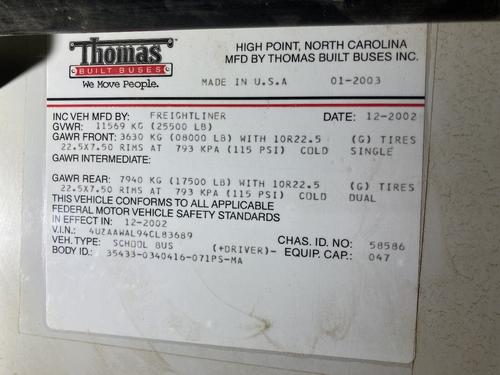 Thomas
BUILT BUSES
We Move People.
HIGH POINT, NORTH CAROLINA
MFD BY THOMAS BUILT BUSES INC.
MADE IN U.S.A 01-2003
INC VEH MFD BY: FREIGHTLINER DATE: 12-2002
GVWR: 11569 KG (25500 LB)
GAWR FRONT: 3630 KG (08000 LB) WITH 10R22.5 (G) TIRES
22.5X7.50 RIMS AT 793 KPA (115 PSI) COLD SINGLE
GAWR INTERMEDIATE:
GAWR REAR: 7940 KG (17500 LB) WITH 10R22.5 (G) TIRES
22.5X7.50 RIMS AT 793 KPA (115 PSI) COLD DUAL
THIS VEHICLE CONFORMS TO ALL APPLICABLE
FEDERAL MOTOR VEHICLE SAFETY STANDARDS
IN EFFECT IN: 12-2002
V.I.N.: 4UZAAWAL94CL83689
VEH. TYPE: SCHOOL BUS (+DRIVER)- CHAS. ID. NO: 58586
BODY ID.: 35433-0340416-071PS-MA EQUIP. CAP.: 047